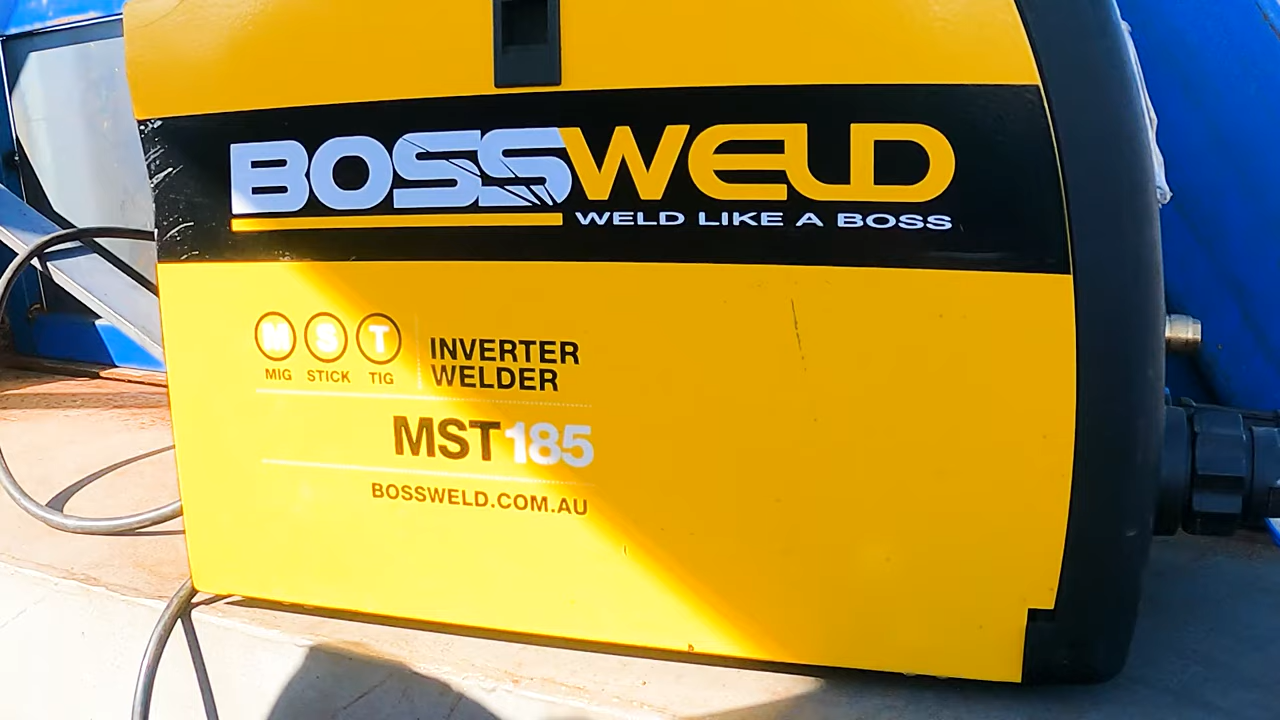 BOSSWELD
WELD LIKE A BOSS
M S T
MIG STICK TIG
INVERTER
WELDER
MST185
BOSSWELD.COM.AU